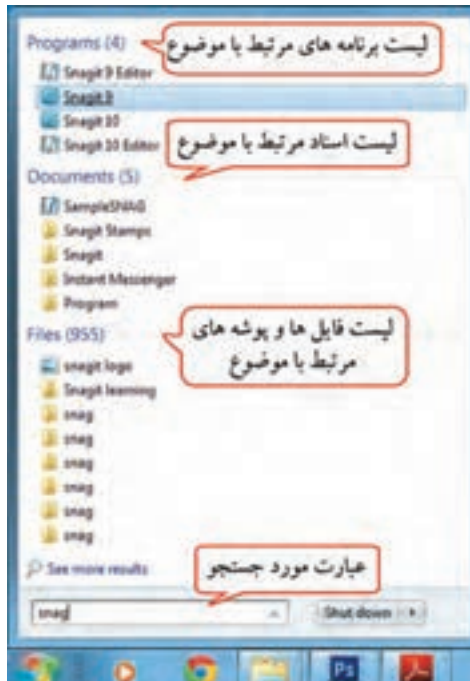 Programs (4)
لیست برنامه های مرتبط با موضوع
Snagit 9 Editor
Snagit 9
Snagit 10
Snagit 10 Editor
لیست اسناد مرتبط با موضوع
Documents (5)
SampleSNAG
Snagit Stamps
Snagit
Instant Messenger
Program
Files (955)
لیست فایل ها و پوشه های
مرتبط با موضوع
snagit logo
Snagit learning
snag
snag
snag
snag
snag
snag
See more results
عبارت مورد جستجو
snag
Shut down
Ps